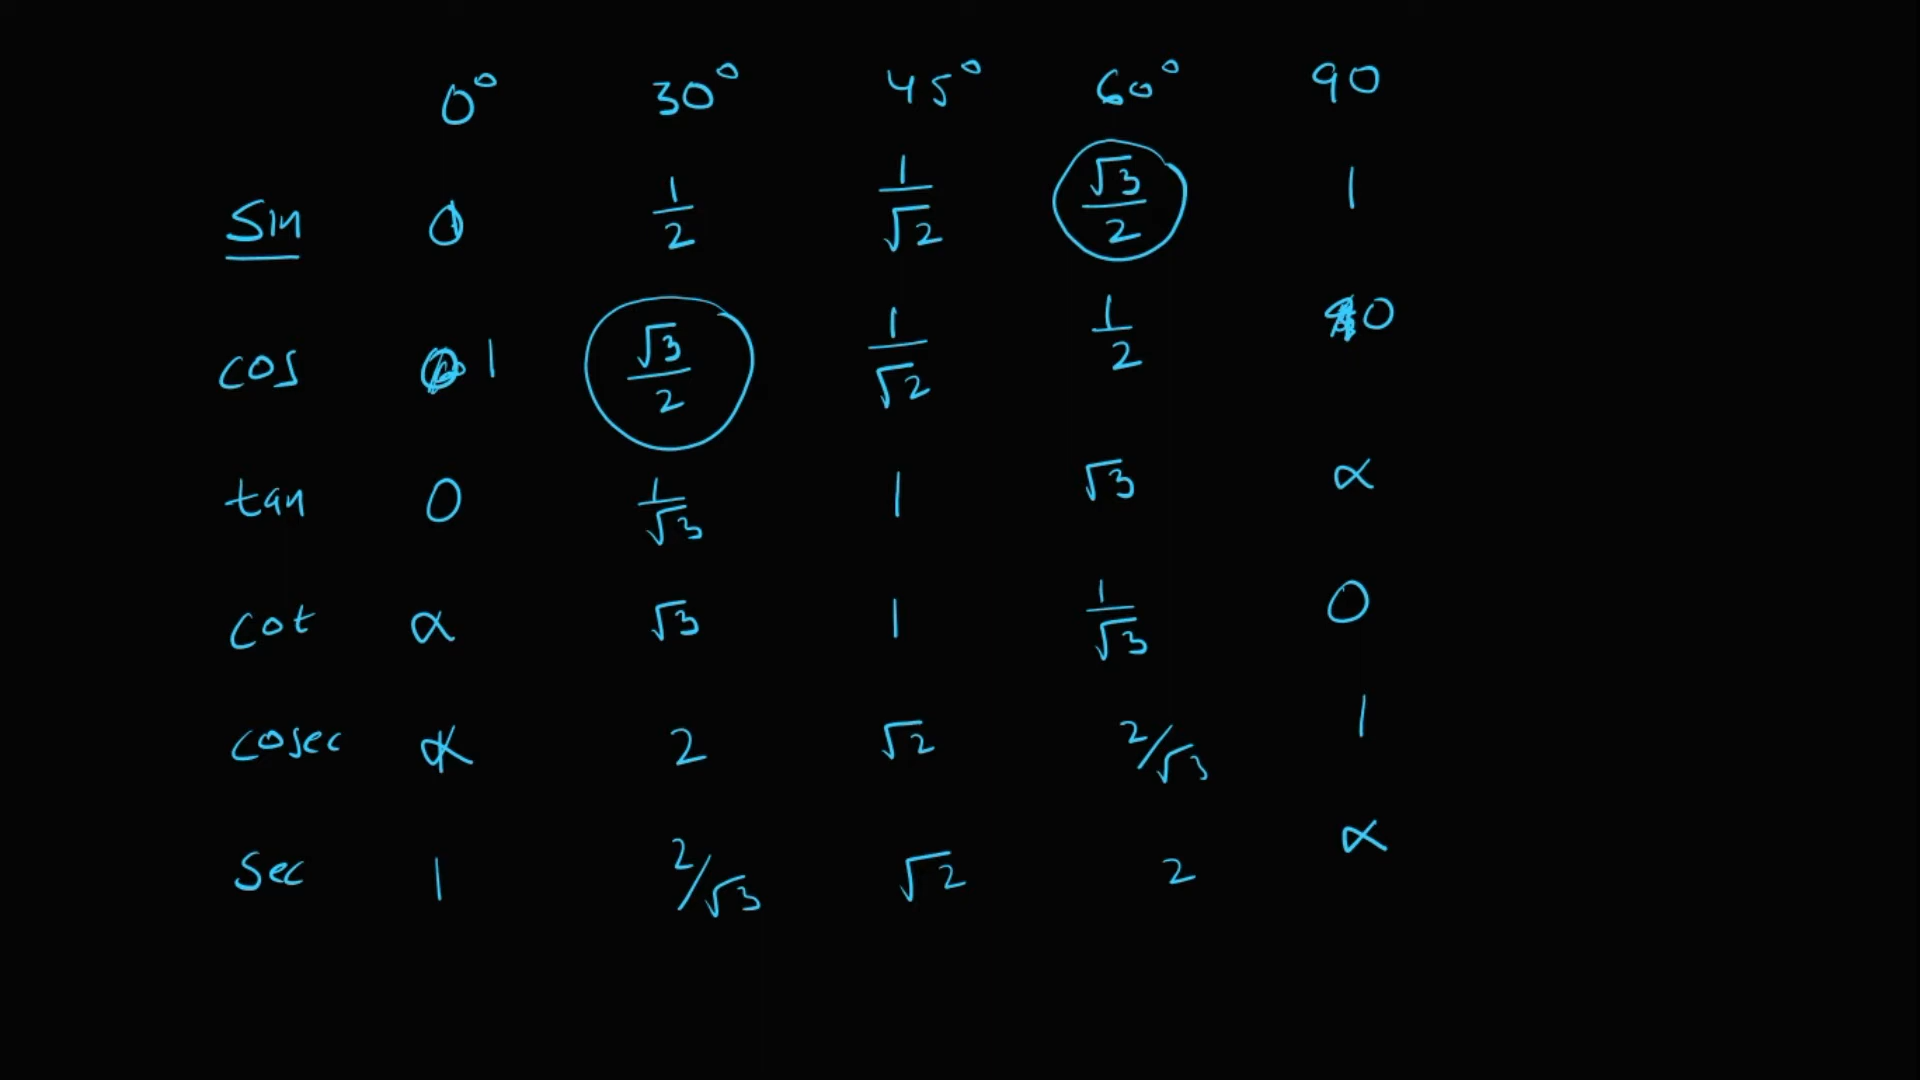 0° 30° 45° 60° 90
Sin 0 1/2 1/√2 √3/2 1
cos 1 √3/2 1/√2 1/2 0
tan 0 1/√3 1 √3 α
cot α √3 1 1/√3 0
cosec α 2 √2 2/√3 1
Sec 1 2/√3 √2 2 α